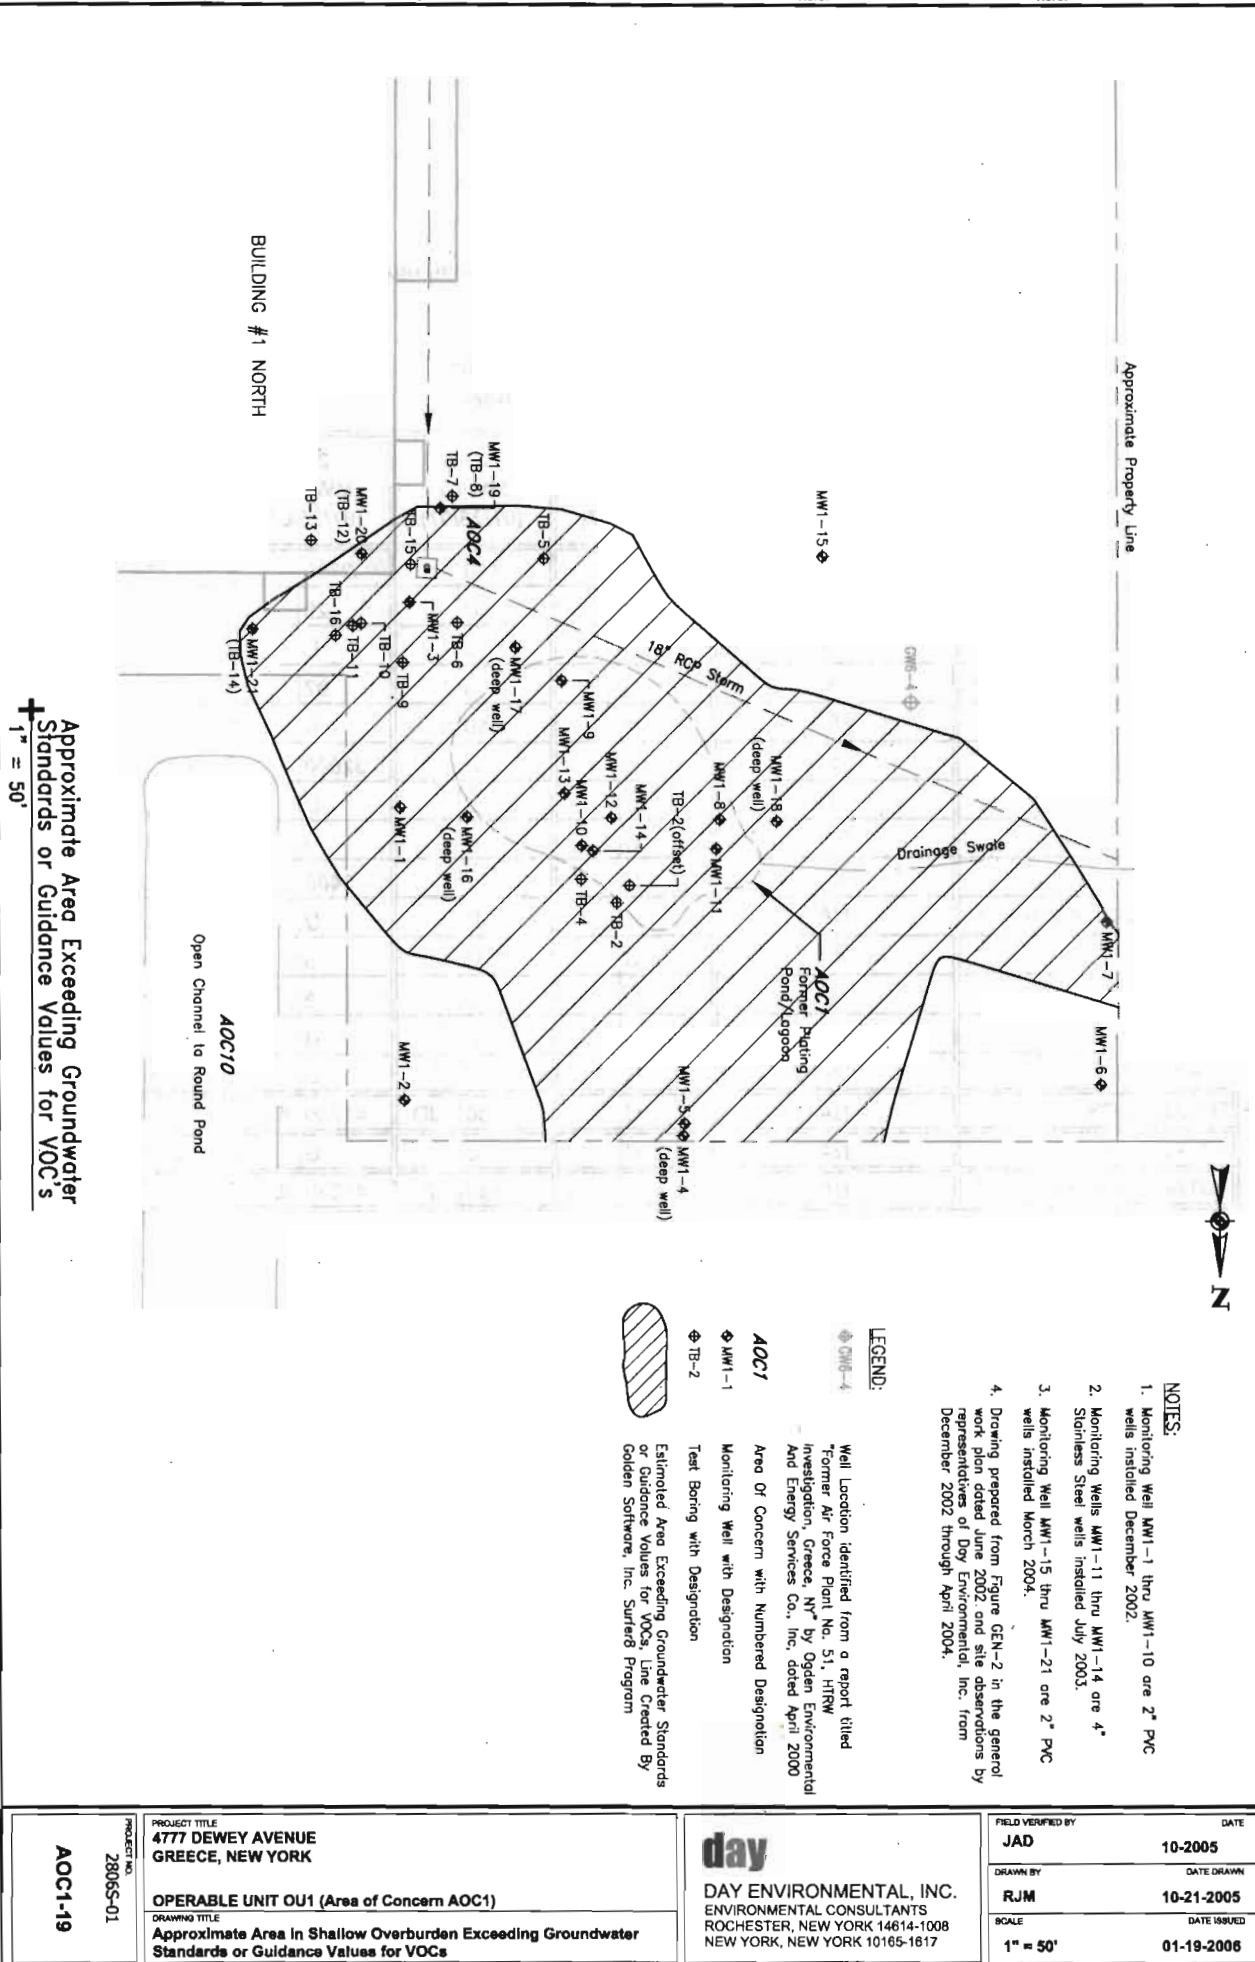 Approximate Property Line
BUILDING #1 NORTH
MW1-15
GW6-4
MW1-19
(TB-8)
TB-7
AOC4
TB-5
TB-15
MW1-20
(TB-12)
TB-13
TB-16
MW1-3
TB-6
TB-10
TB-11
TB-9
MW1-21
(TB-14)
MW1-17
(deep well)
18" RCP Storm
MW1-9
MW1-13
MW1-12
MW1-10
MW1-14
TB-2(offset)
MW1-8
MW1-18
(deep well)
MW1-11
TB-4
TB-2
MW1-1
MW1-16
(deep well)
Drainage Swale
MW1-7
MW1-6
AOC1
Former Plating
Pond/Lagoon
MW1-5
MW1-4
(deep well)
MW1-2
AOC10
Open Channel to Round Pond
N
Approximate Area Exceeding Groundwater
Standards or Guidance Values for VOC's
1" = 50'
NOTES:
1. Monitoring Well MW1-1 thru MW1-10 are 2" PVC
wells installed December 2002.
2. Monitoring Wells MW1-11 thru MW1-14 are 4"
Stainless Steel wells installed July 2003.
3. Monitoring Well MW1-15 thru MW1-21 are 2" PVC
wells installed March 2004.
4. Drawing prepared from Figure GEN-2 in the general
work plan dated June 2002 and site observations by
representatives of Day Environmental, Inc. from
December 2002 through April 2004.
LEGEND:
GW6-4
Well Location identified from a report titled
"Former Air Force Plant No. 51, HTRW
Investigation, Greece, NY" by Ogden Environmental
And Energy Services Co., Inc, dated April 2000
AOC1
Area Of Concern with Numbered Designation
MW1-1
Monitoring Well with Designation
TB-2
Test Boring with Designation
Estimated Area Exceeding Groundwater Standards
or Guidance Values for VOCs, Line Created By
Golden Software, Inc. Surfer8 Program
PROJECT NO.
2806S-01
AOC1-19
PROJECT TITLE
4777 DEWEY AVENUE
GREECE, NEW YORK
OPERABLE UNIT OU1 (Area of Concern AOC1)
DRAWING TITLE
Approximate Area in Shallow Overburden Exceeding Groundwater
Standards or Guidance Values for VOCs
day
DAY ENVIRONMENTAL, INC.
ENVIRONMENTAL CONSULTANTS
ROCHESTER, NEW YORK 14614-1008
NEW YORK, NEW YORK 10165-1617
FIELD VERIFIED BY
JAD
DATE
10-2005
DRAWN BY
RJM
DATE DRAWN
10-21-2005
SCALE
1" = 50'
DATE ISSUED
01-19-2006